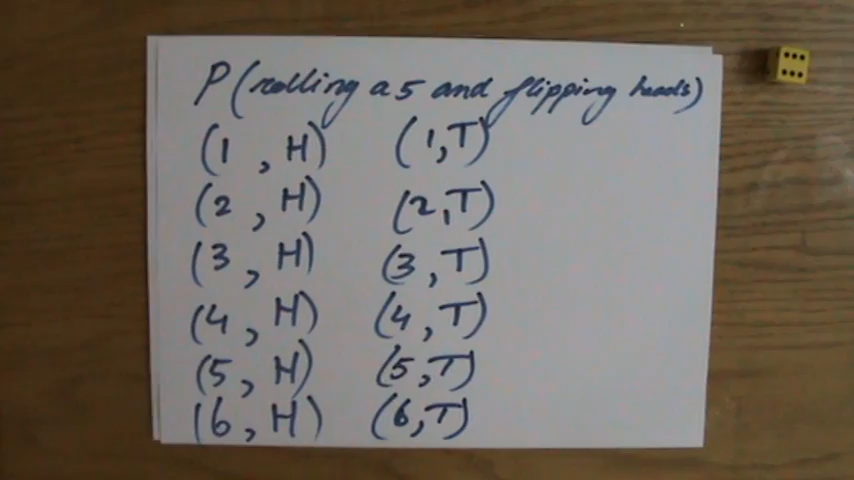 P(rolling a 5 and flipping heads)
(1, H) (1,T)
(2, H) (2,T)
(3, H) (3,T)
(4, H) (4,T)
(5, H) (5,T)
(6, H) (6,T)